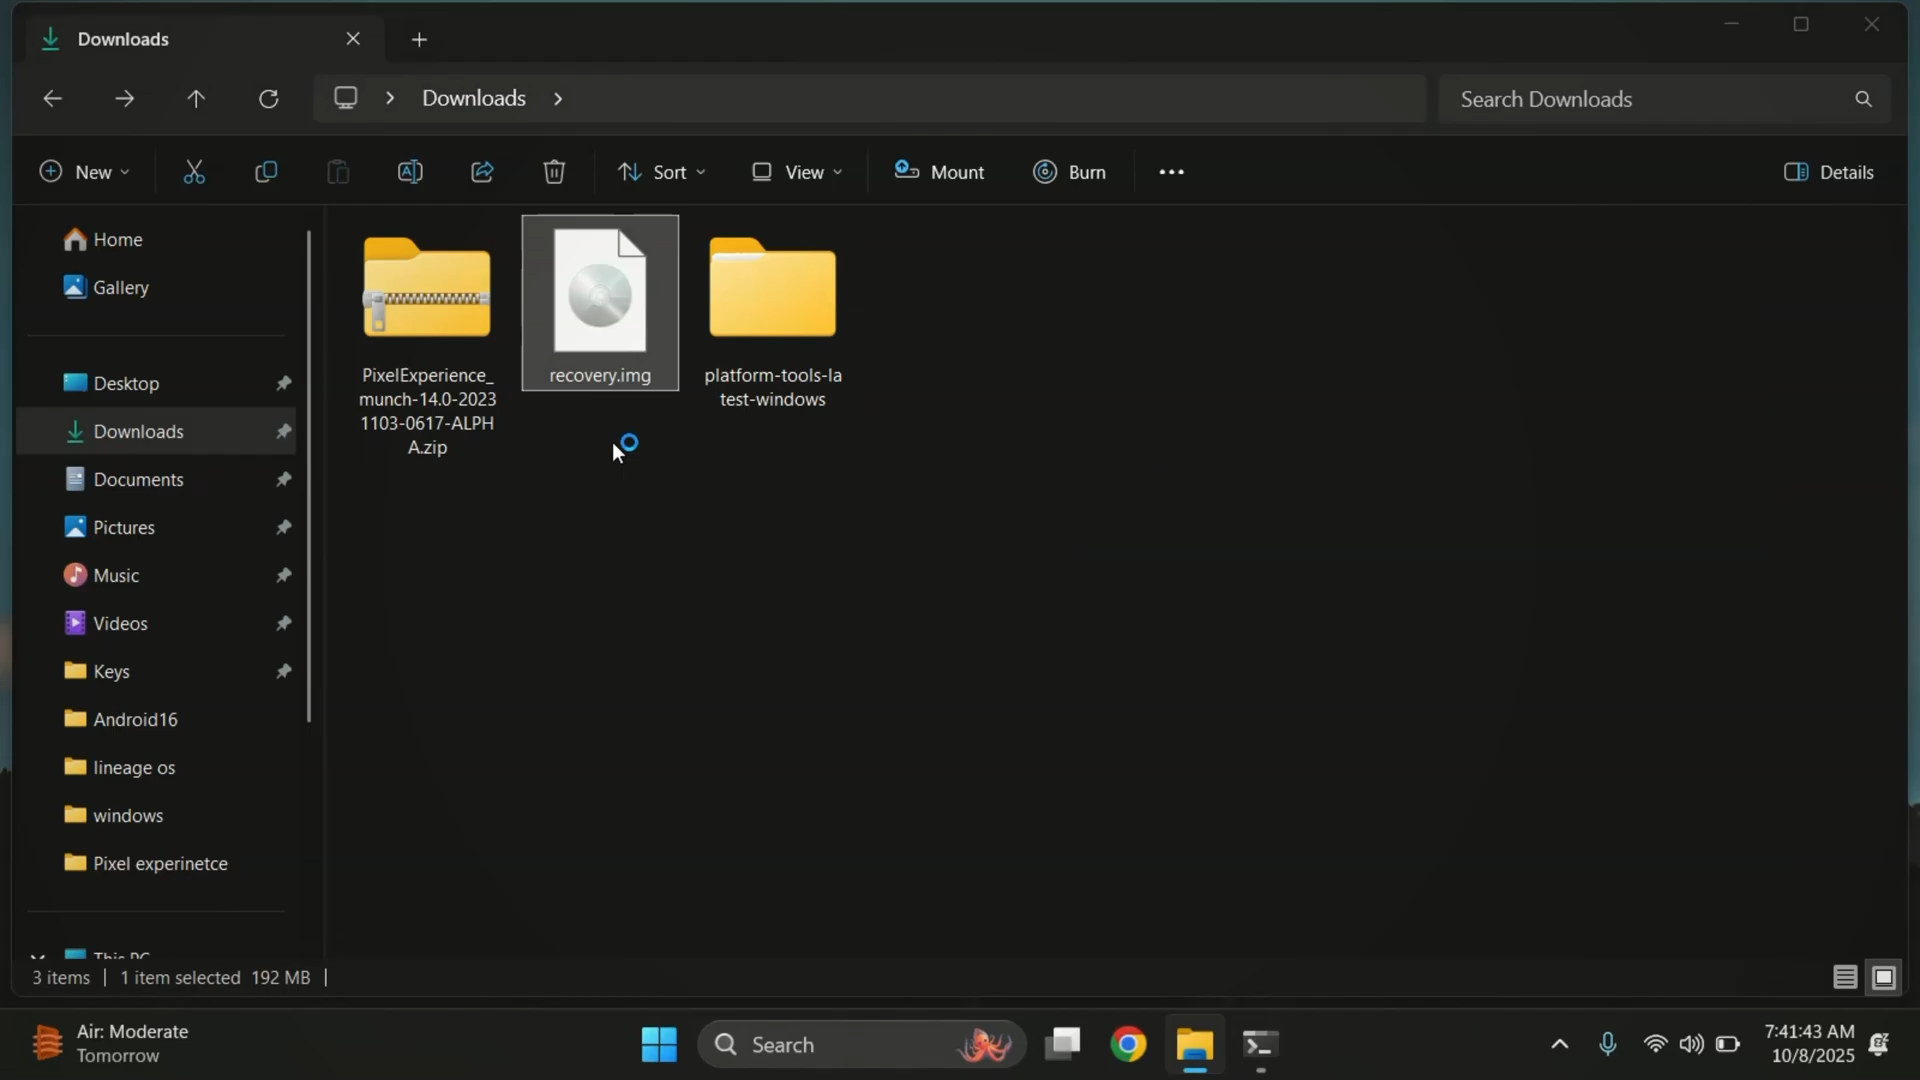 Downloads
Downloads
Search Downloads
New
Sort
View
Mount
Burn
Details
Home
Gallery
Desktop
Downloads
Documents
Pictures
Music
Videos
Keys
Android16
lineage os
windows
Pixel experinetce
This PC
PixelExperience_
munch-14.0-2023
1103-0617-ALPH
A.zip
recovery.img
platform-tools-la
test-windows
3 items
1 item selected 192 MB
Air: Moderate
Tomorrow
Search
7:41:43 AM
10/8/2025